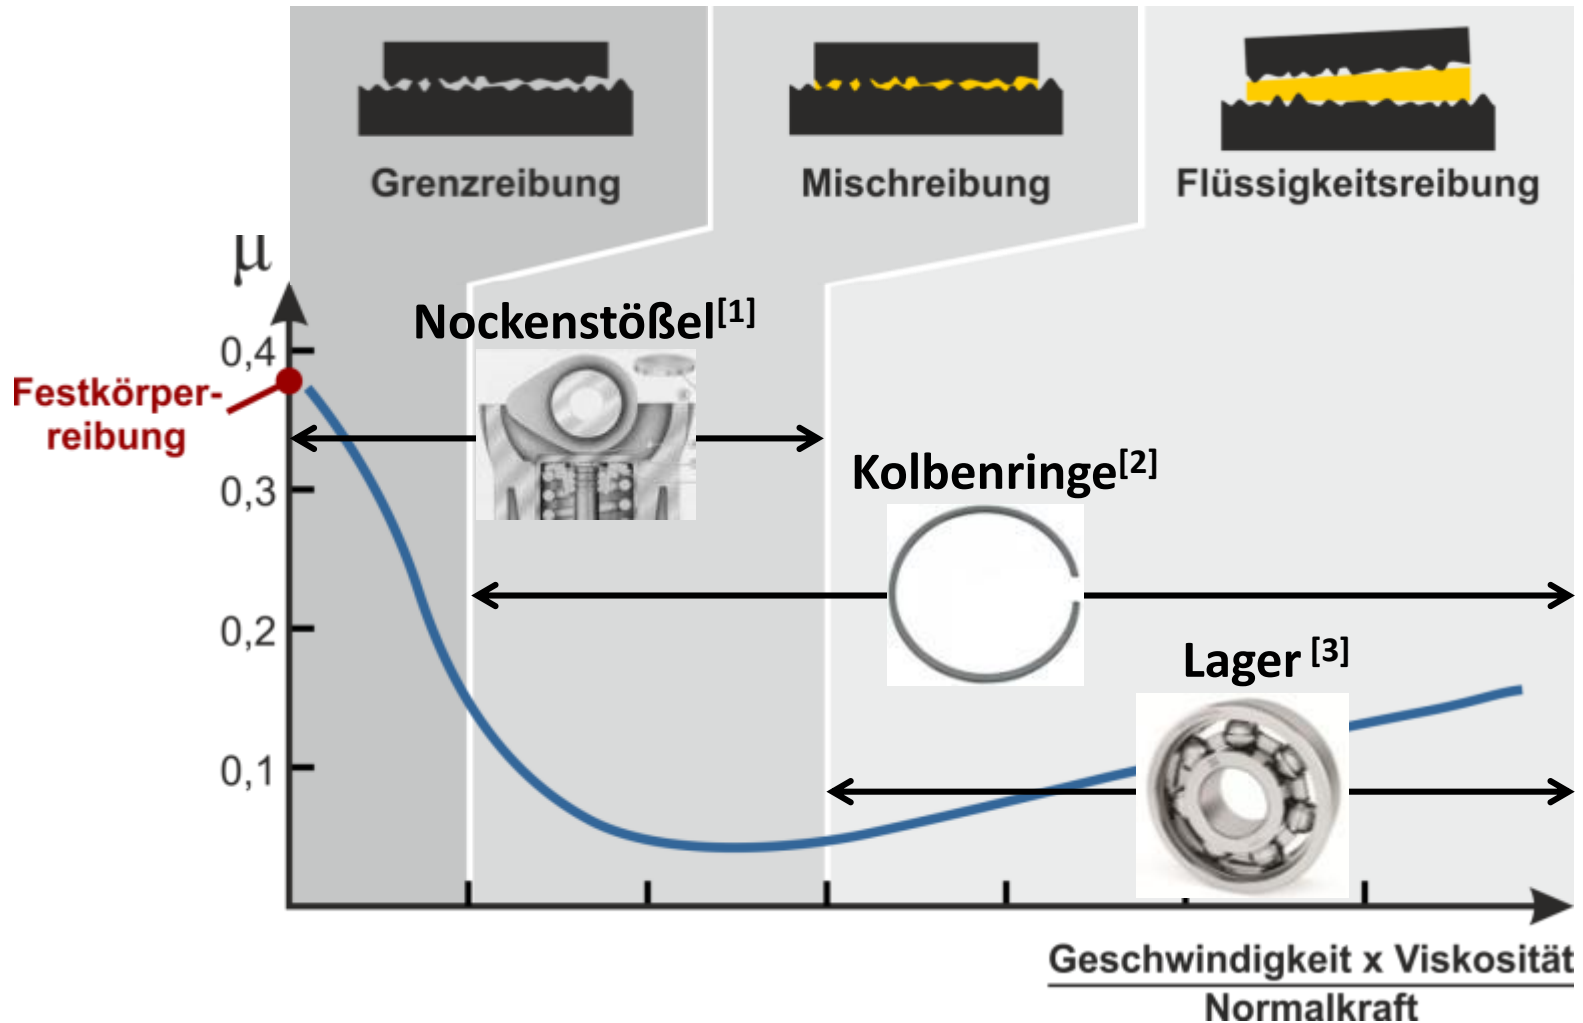 Grenzreibung
Mischreibung
Flüssigkeitsreibung
μ
Nockenstößel[1]
0,4
Festkörper-
reibung
Kolbenringe[2]
0,3
0,2
Lager [3]
0,1
Geschwindigkeit x Viskosität
Normalkraft